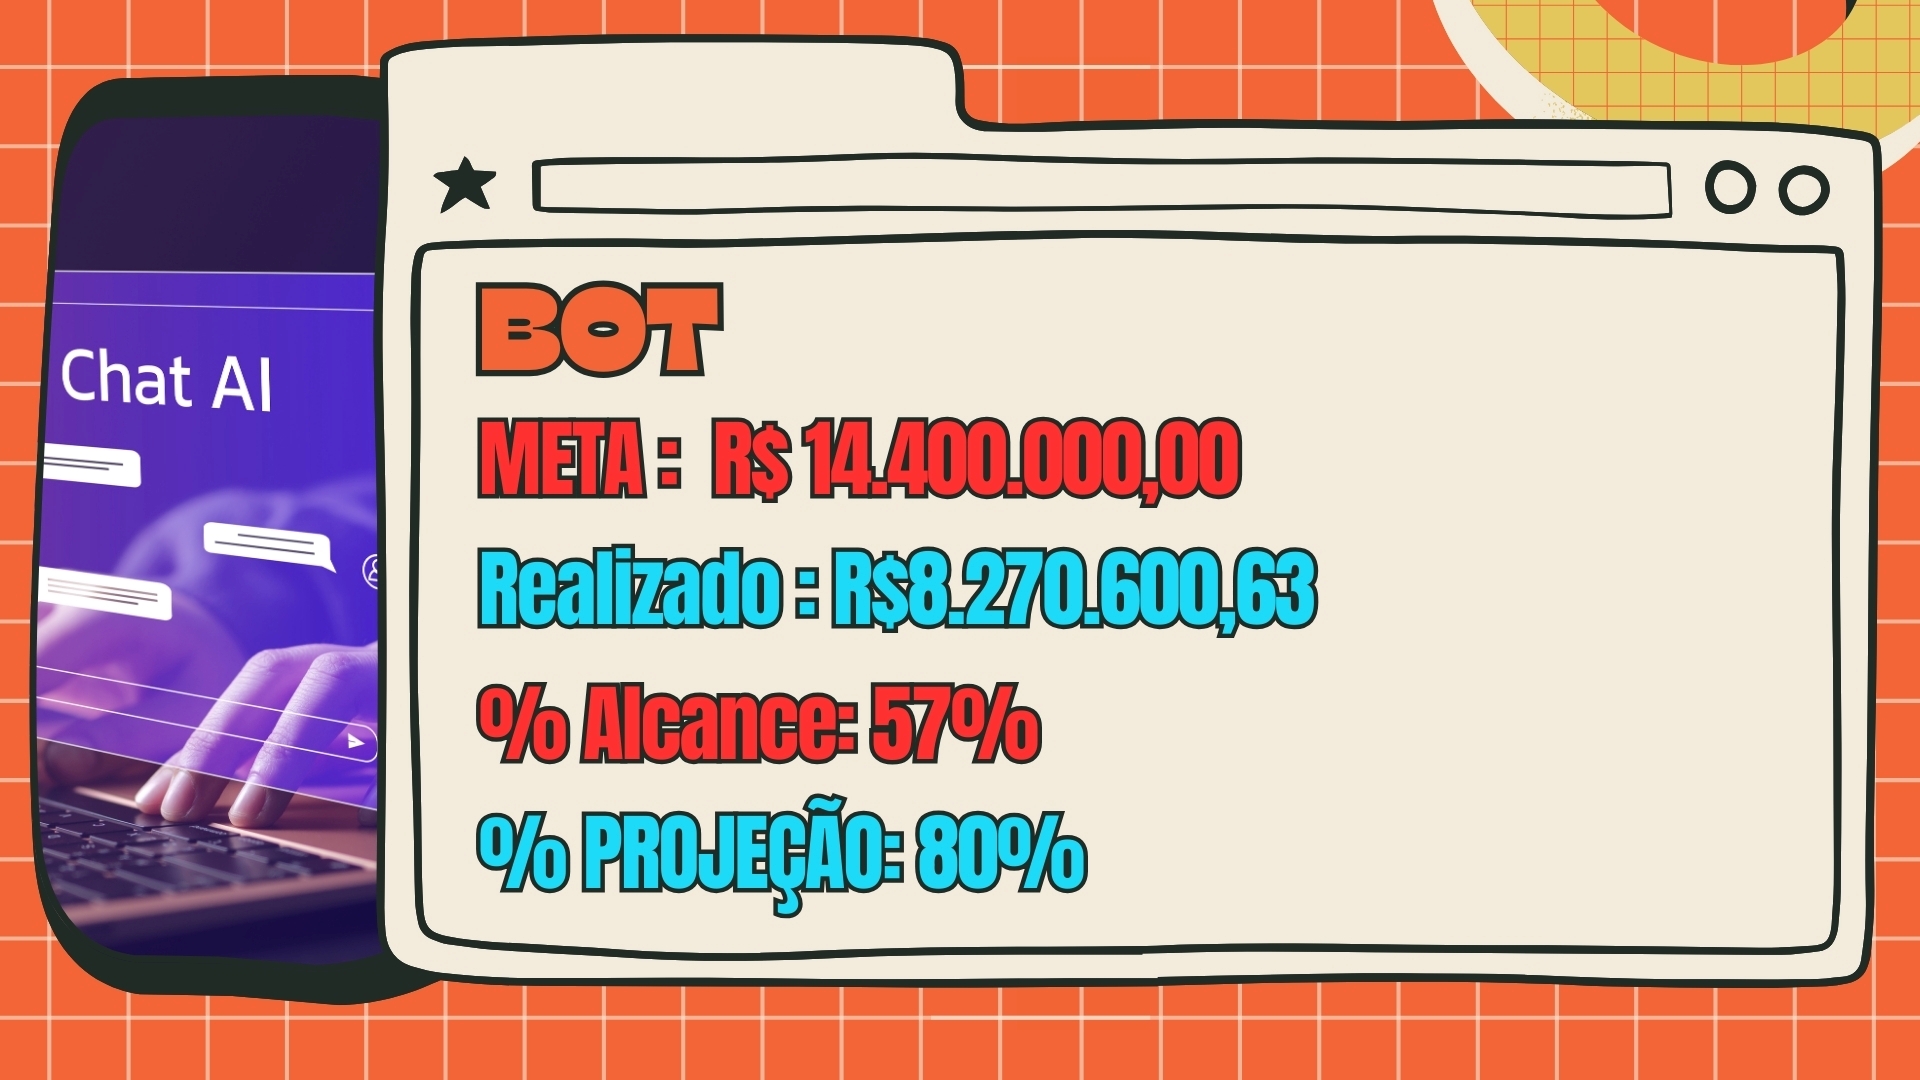 Chat AI
BOT
META : R$ 14.400.000,00
Realizado : R$8.270.600,63
% Alcance: 57%
% PROJEÇÃO: 80%